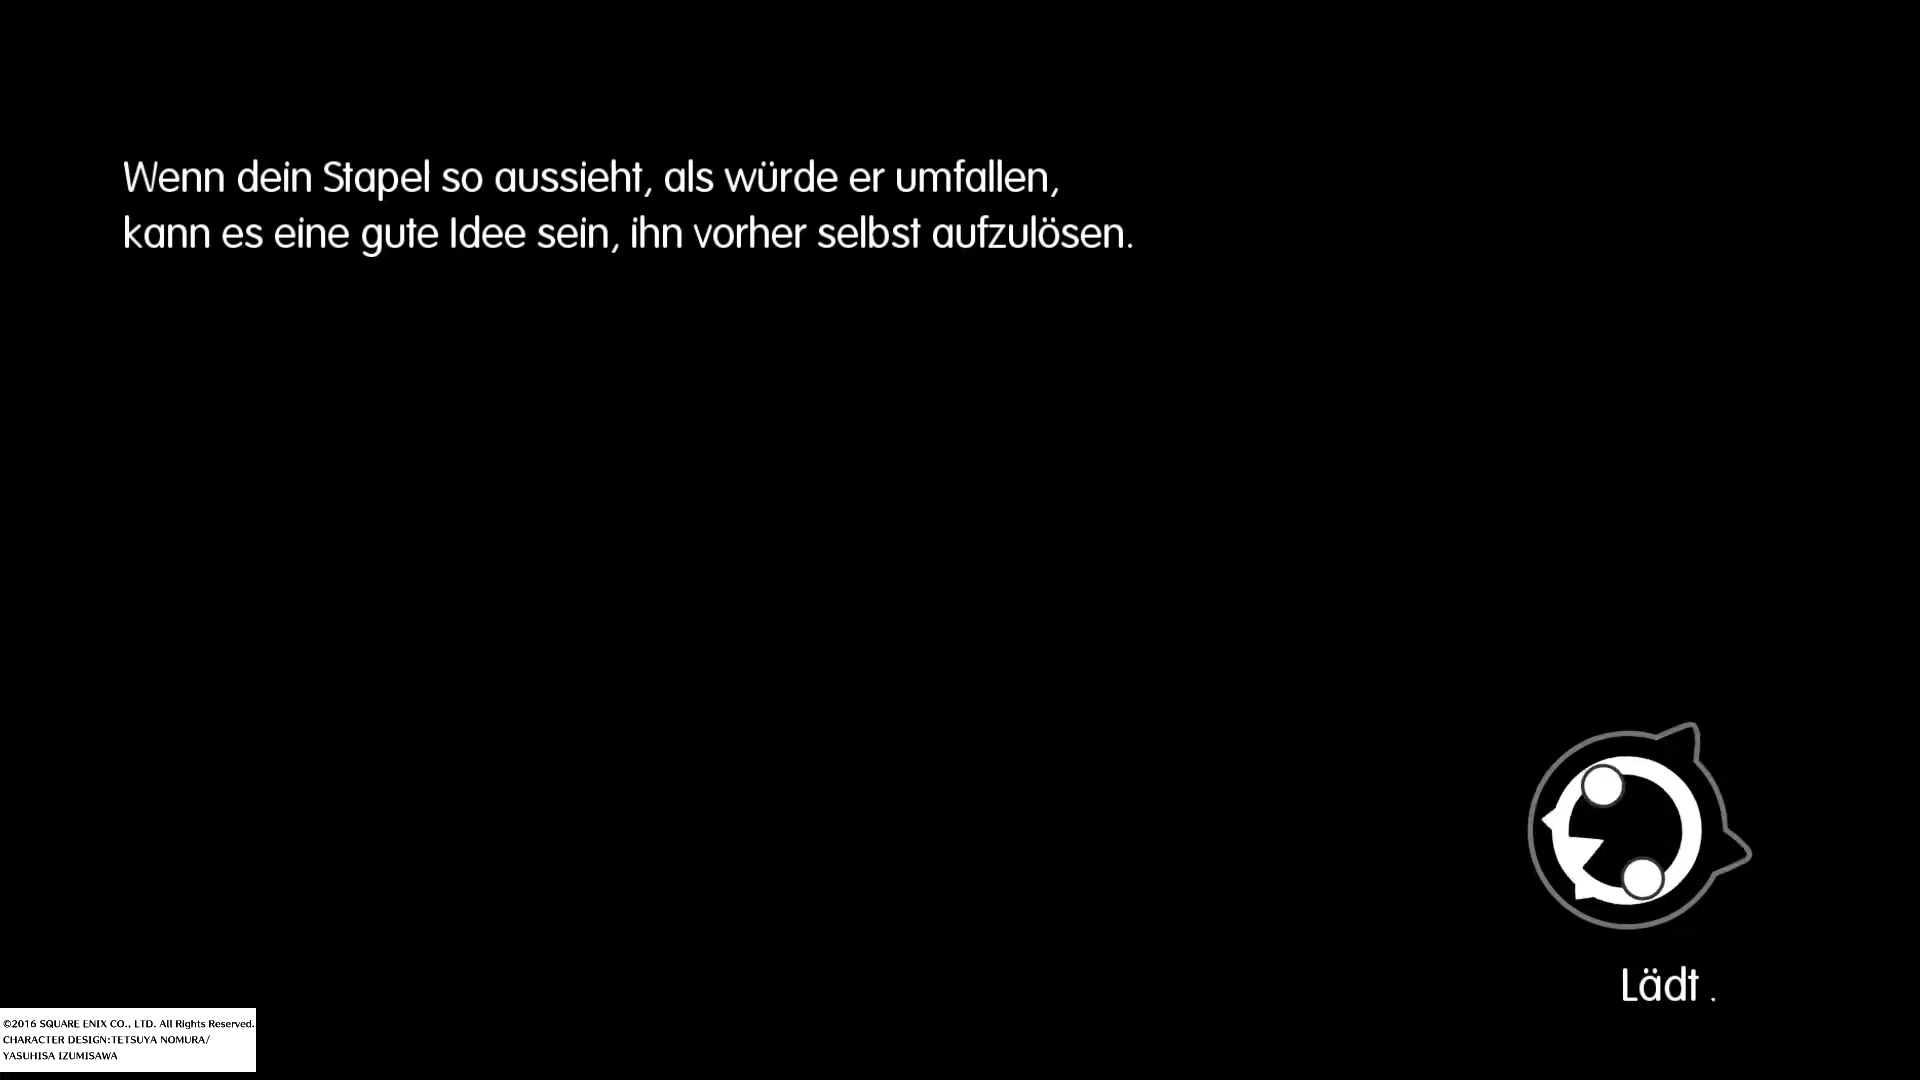 Wenn dein Stapel so aussieht, als würde er umfallen,
kann es eine gute Idee sein, ihn vorher selbst aufzulösen.
Lädt .
©2016 SQUARE ENIX CO., LTD. All Rights Reserved.
CHARACTER DESIGN:TETSUYA NOMURA/
YASUHISA IZUMISAWA